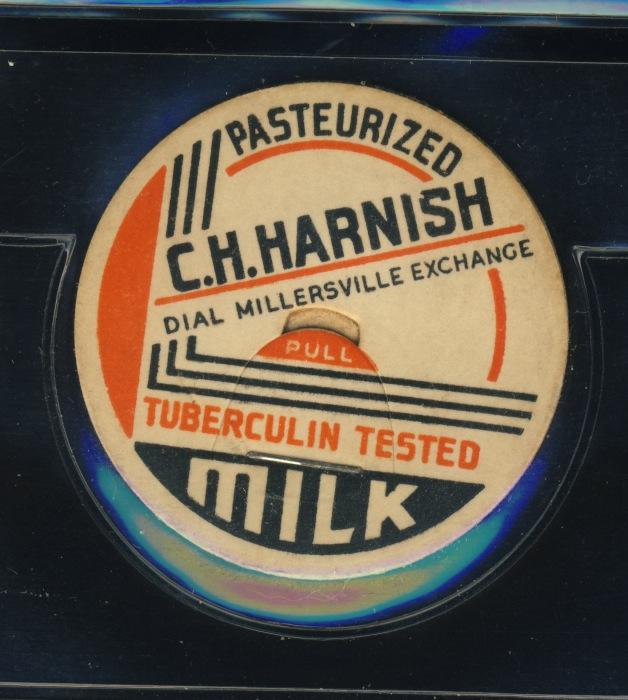 PASTEURIZED
C.H. HARNISH
DIAL MILLERSVILLE EXCHANGE
PULL
TUBERCULIN TESTED
MILK